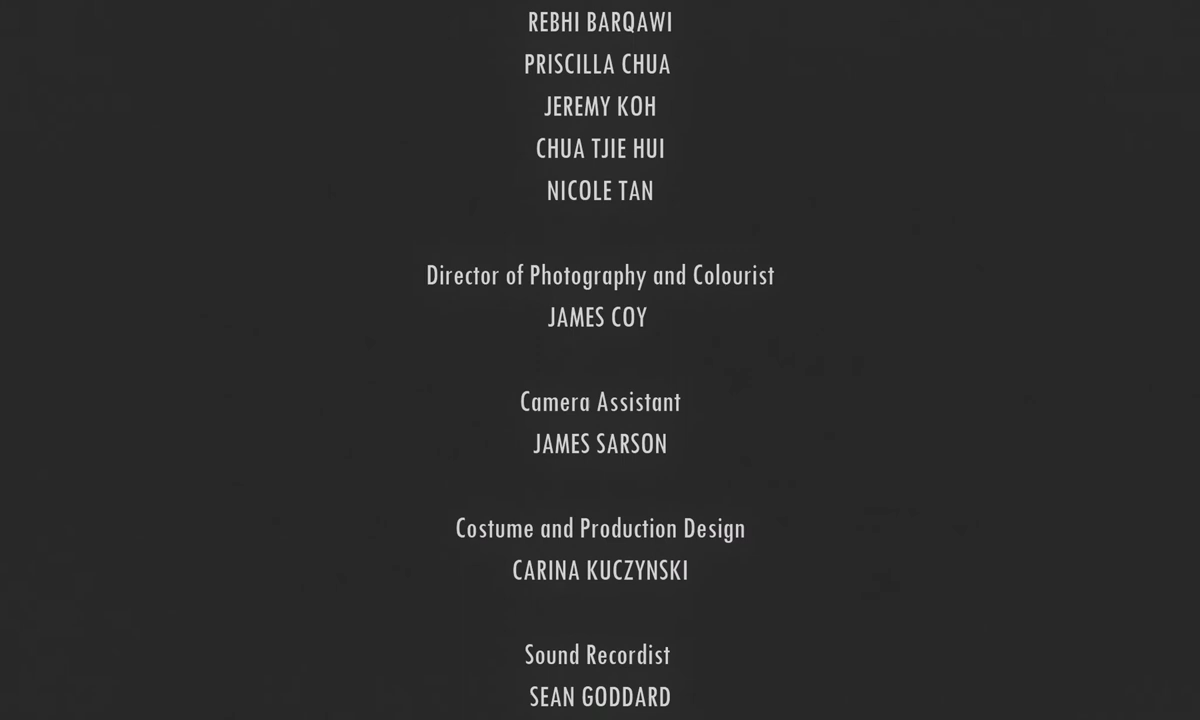 REBHI BARQAWI
PRISCILLA CHUA
JEREMY KOH
CHUA TJIE HUI
NICOLE TAN
Director of Photography and Colourist
JAMES COY
Camera Assistant
JAMES SARSON
Costume and Production Design
CARINA KUCZYNSKI
Sound Recordist
SEAN GODDARD